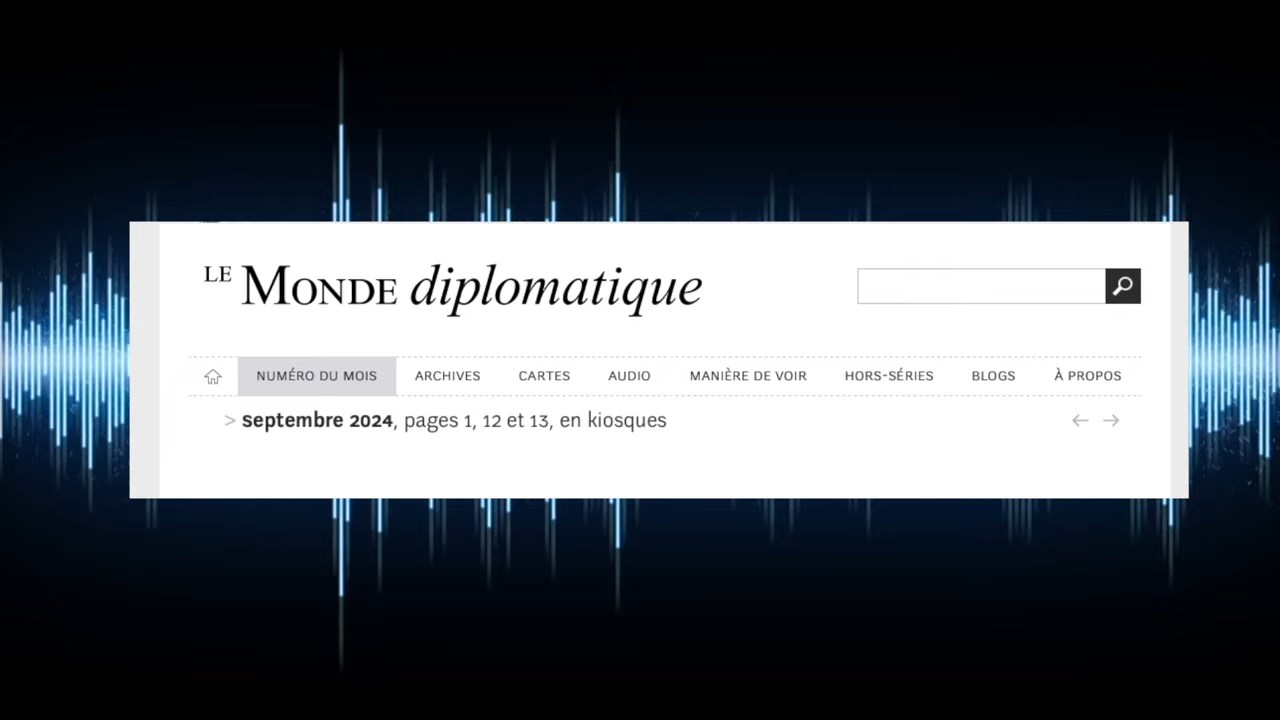 LE MONDE diplomatique
NUMÉRO DU MOIS ARCHIVES CARTES AUDIO MANIÈRE DE VOIR HORS-SÉRIES BLOGS À PROPOS
> septembre 2024, pages 1, 12 et 13, en kiosques